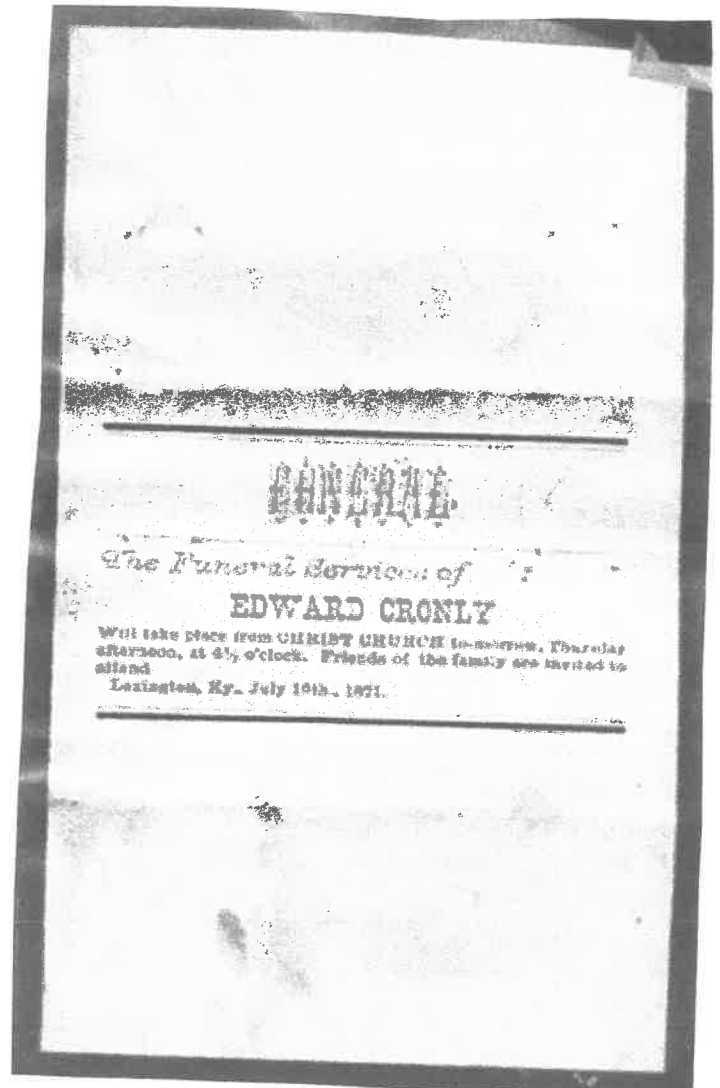 FUNERAL.
The Funeral Services of
EDWARD CRONLY
Will take place from CHRIST CHURCH to-morrow, Thursday
afternoon, at 4½ o'clock. Friends of the family are invited to
attend
Lexington, Ky., July 19th., 1871.